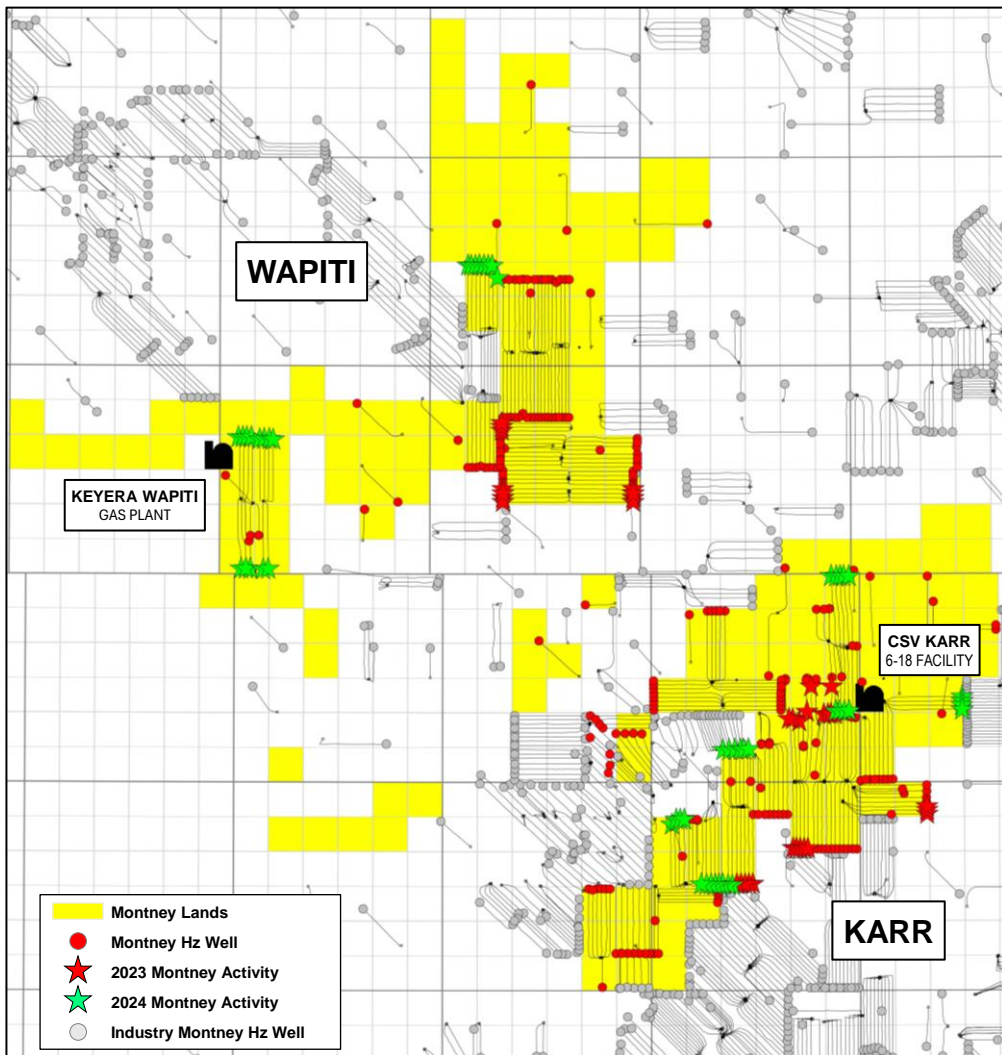 WAPITI
KEYERA WAPITI
GAS PLANT
CSV KARR
6-18 FACILITY
KARR
Montney Lands
Montney Hz Well
2023 Montney Activity
2024 Montney Activity
Industry Montney Hz Well